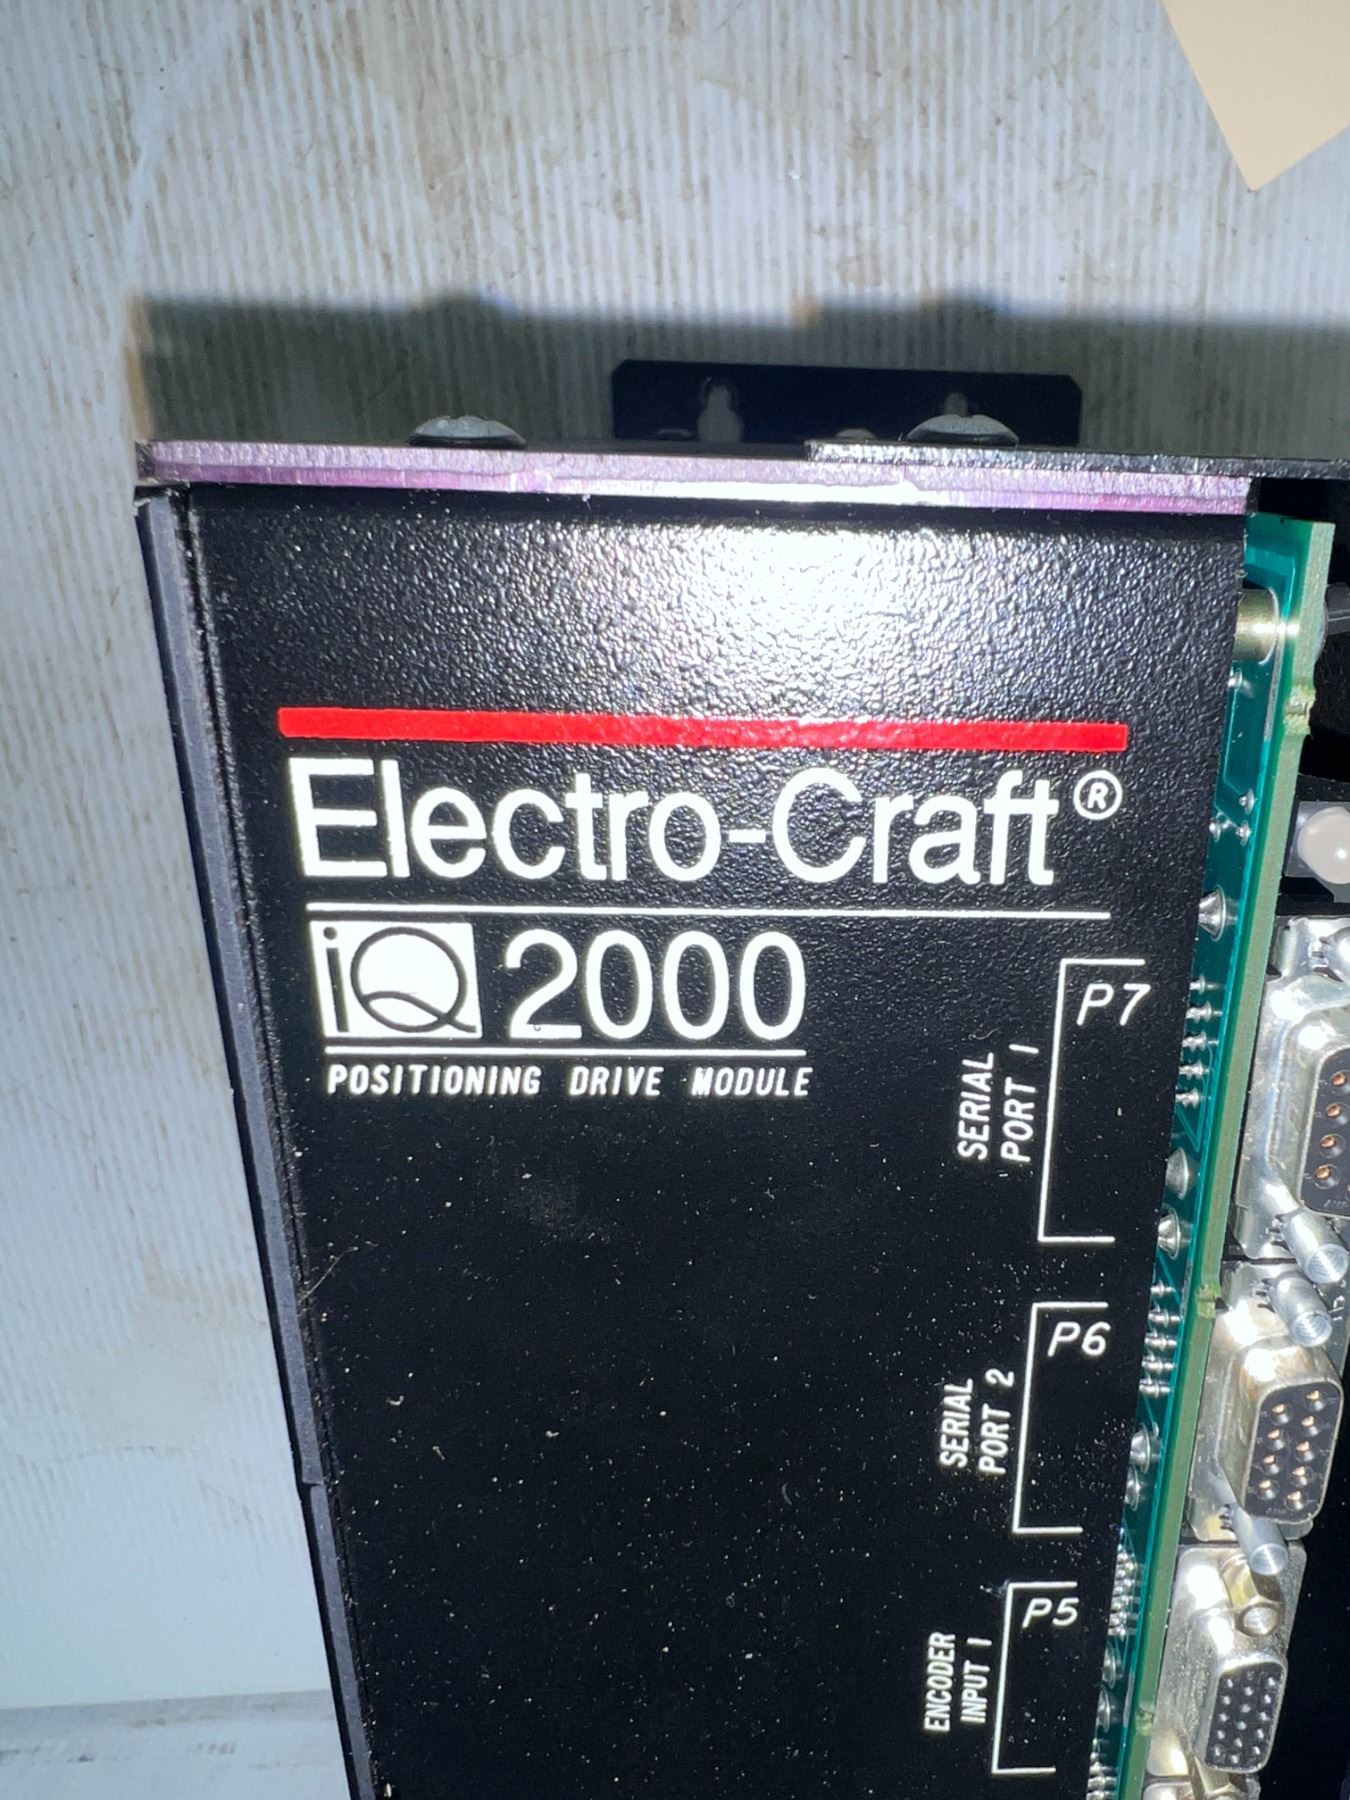 Electro-Craft®
iQ 2000
POSITIONING DRIVE MODULE
P7
SERIAL
PORT 1
P6
SERIAL
PORT 2
P5
ENCODER
INPUT 1